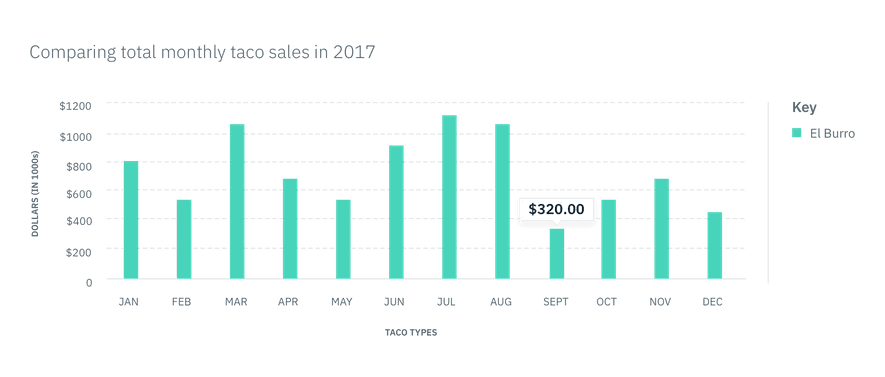 Comparing total monthly taco sales in 2017
DOLLARS (IN 1000s)
$1200
$1000
$800
$600
$400
$200
0
$320.00
JAN FEB MAR APR MAY JUN JUL AUG SEPT OCT NOV DEC
TACO TYPES
Key
El Burro